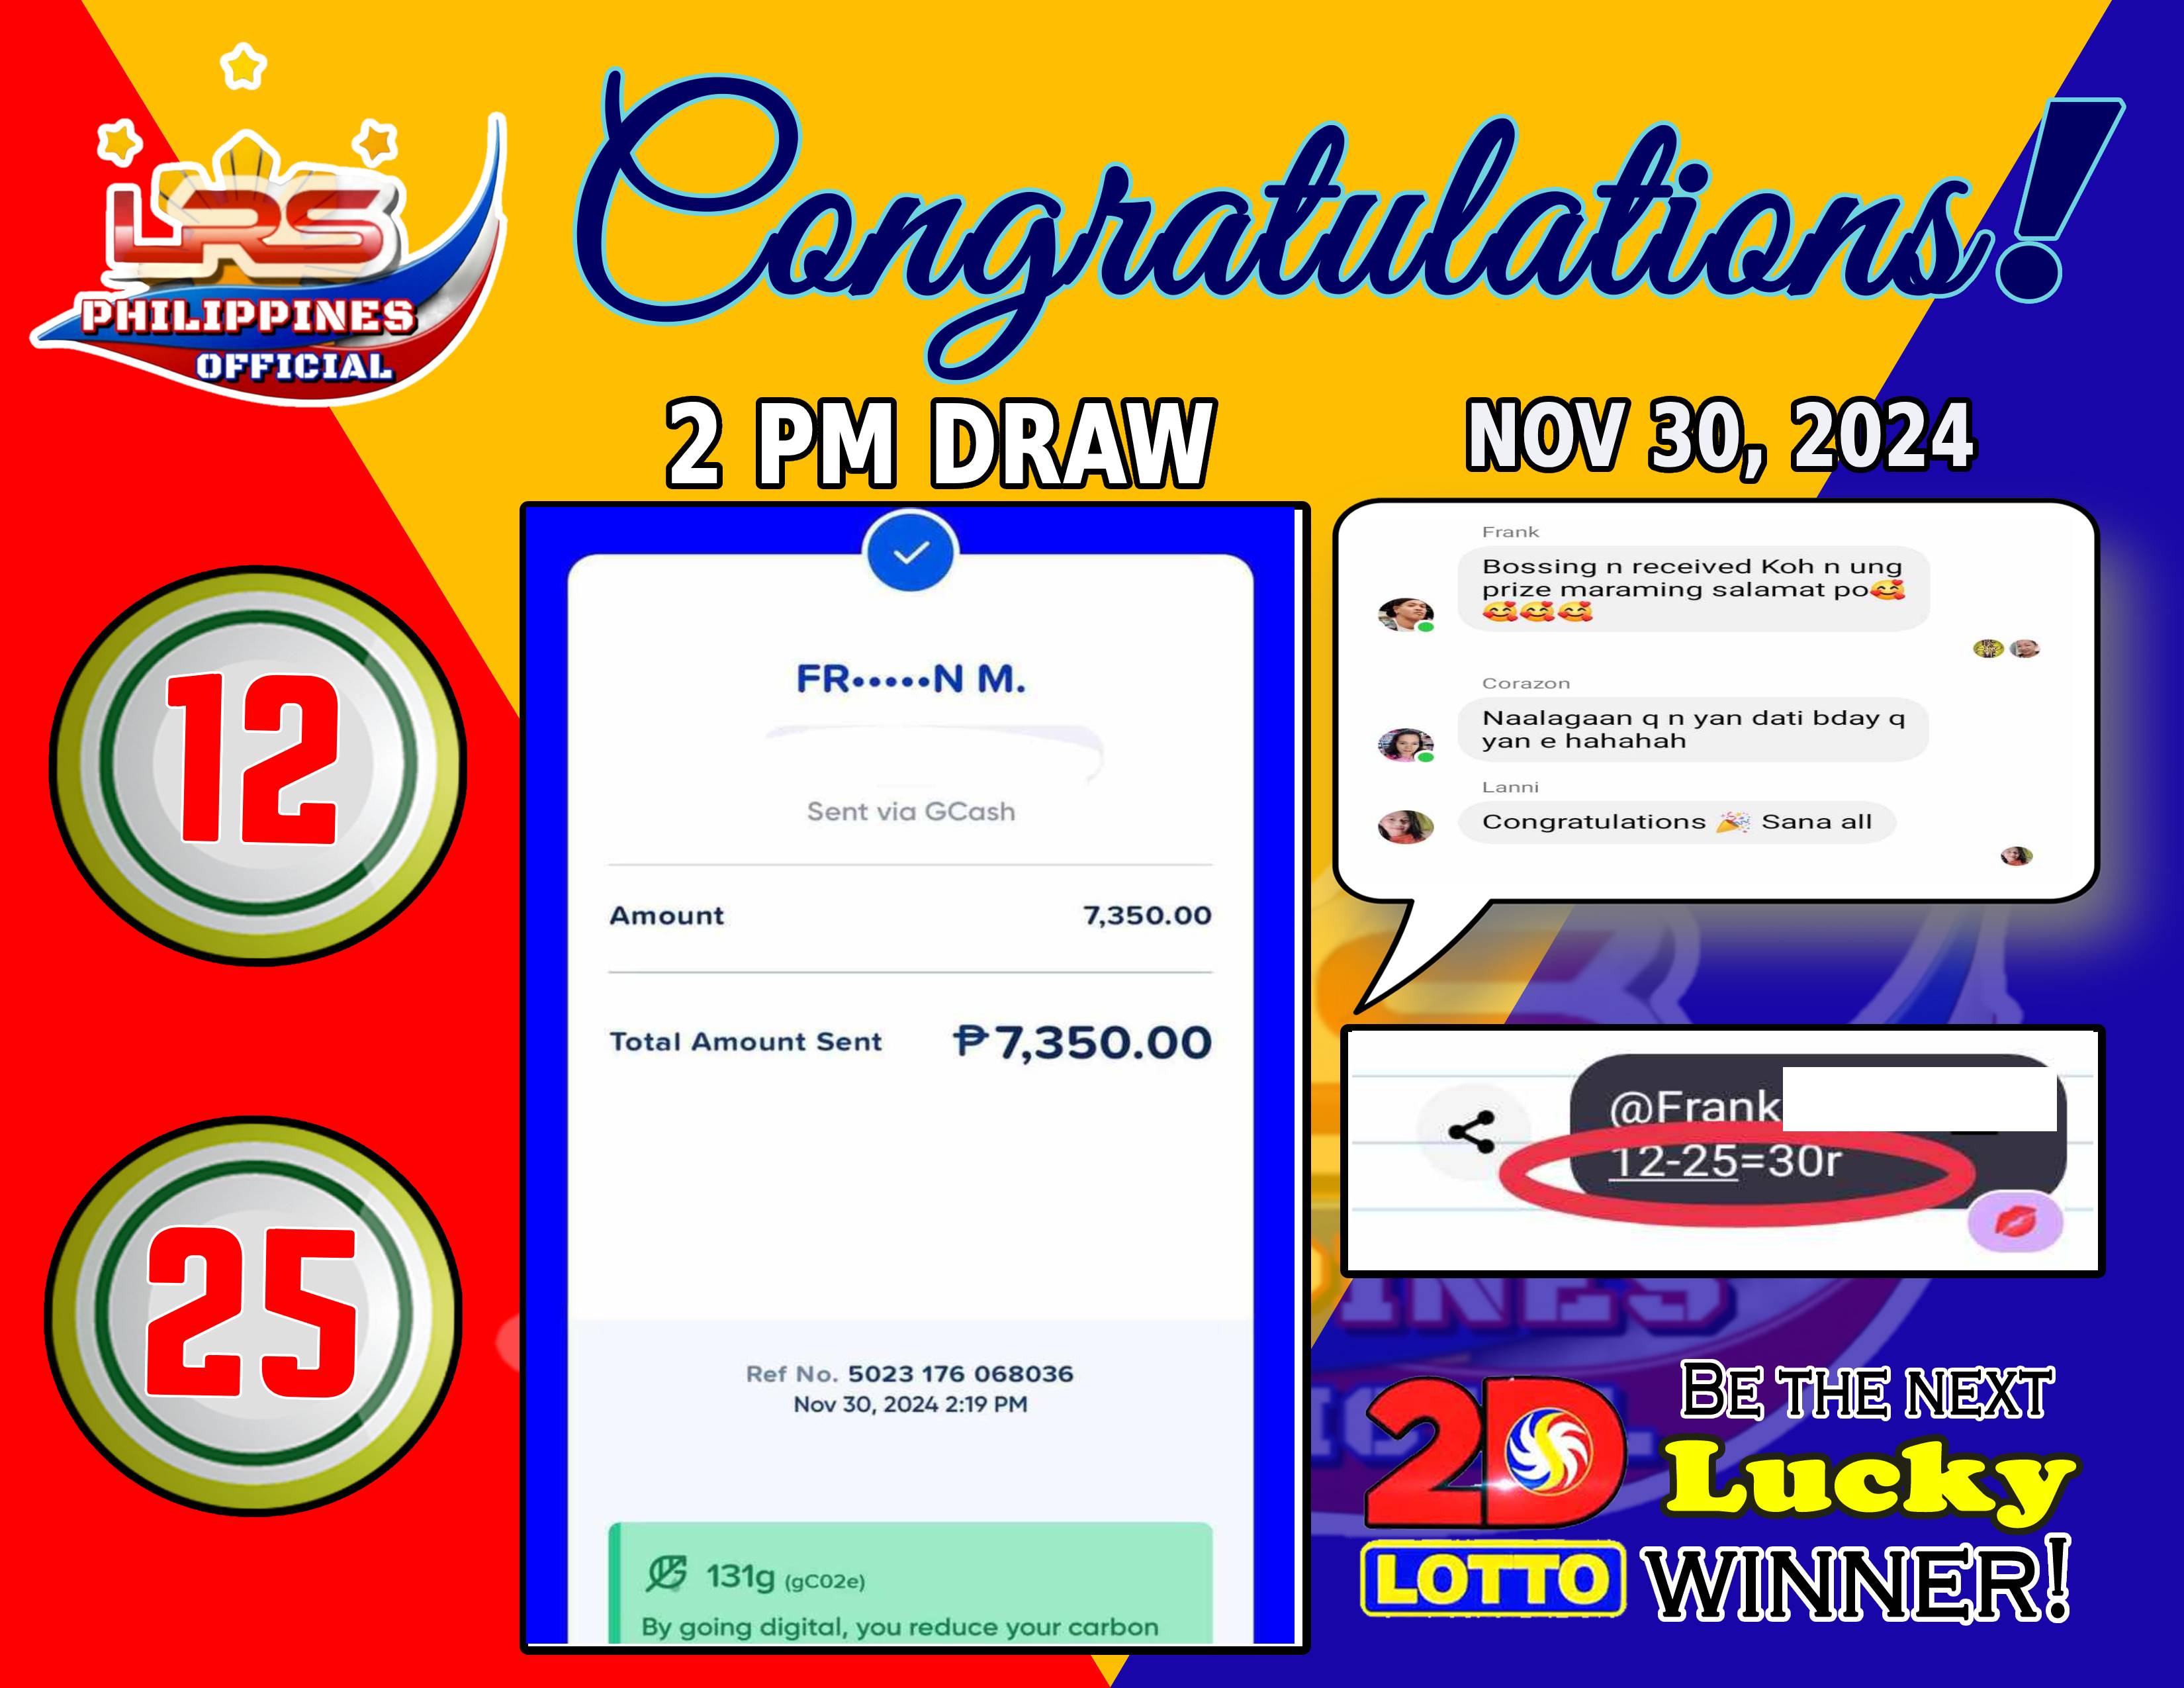 LRS
PHILIPPINES
OFFICIAL
Congratulations!
2 PM DRAW
NOV 30, 2024
12
25
FR•••••N M.
Sent via GCash
Amount 7,350.00
Total Amount Sent ₱7,350.00
Ref No. 5023 176 068036
Nov 30, 2024 2:19 PM
131g (gC02e)
By going digital, you reduce your carbon
Frank
Bossing n received Koh n ung
prize maraming salamat po🥰
🥰🥰🥰
Corazon
Naalagaan q n yan dati bday q
yan e hahahah
Lanni
Congratulations 🎉 Sana all
@Frank
12-25=30r
2D
LOTTO
BE THE NEXT
Lucky
WINNER!